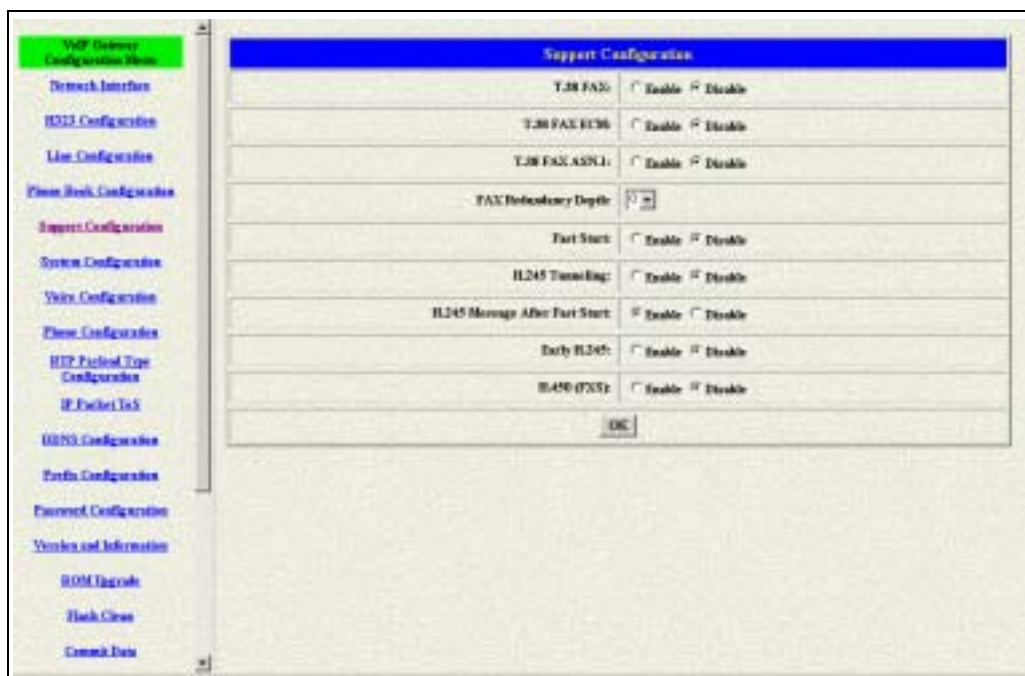 VoIP Gateway
Configuration Menu
Network Interface
H323 Configuration
Line Configuration
Phone Book Configuration
Support Configuration
System Configuration
Voice Configuration
Phone Configuration
RTP Payload Type
Configuration
IP Packet ToS
DDNS Configuration
Prefix Configuration
Password Configuration
Version and Information
ROM Upgrade
Flash Clean
Commit Data
Support Configuration
T.38 FAX: Enable Disable
T.38 FAX ECM: Enable Disable
T.38 FAX ASN.1: Enable Disable
FAX Redundancy Depth: 0
Fast Start: Enable Disable
H.245 Tunneling: Enable Disable
H.245 Message After Fast Start: Enable Disable
Early H.245: Enable Disable
H.450 (FXS): Enable Disable
OK